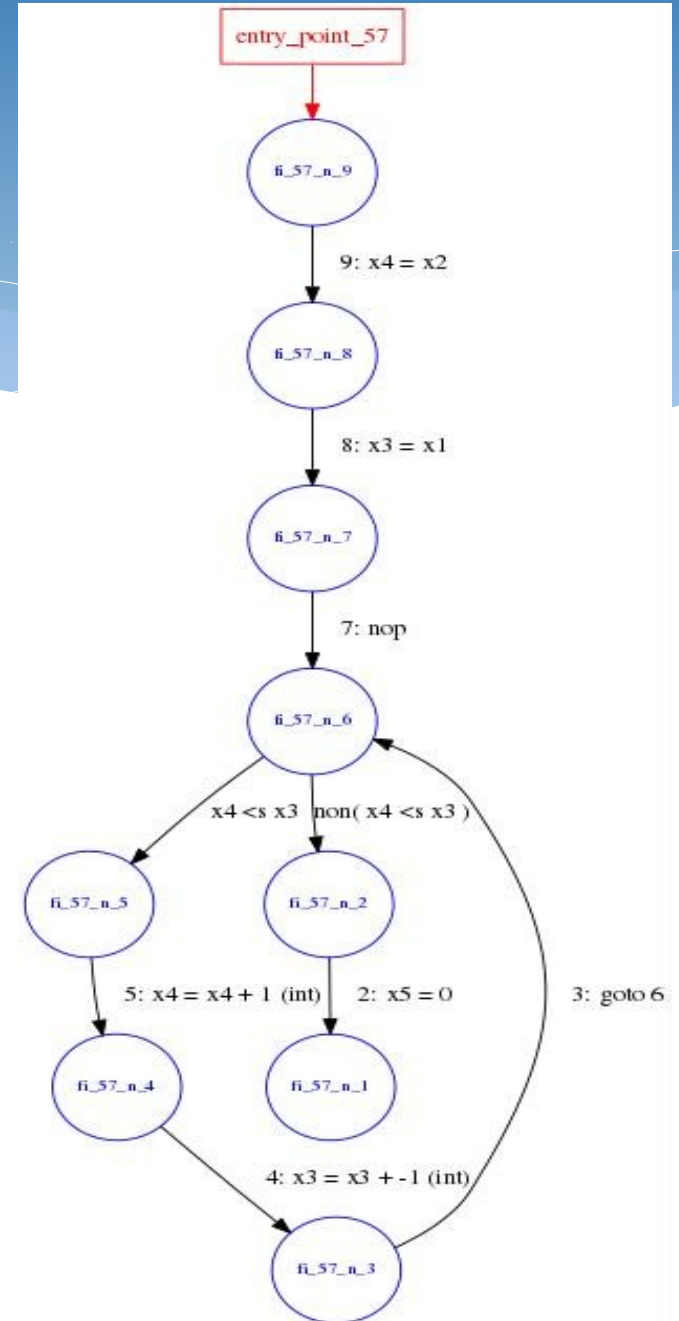 entry_point_57
fi_57_n_9
9: x4 = x2
fi_57_n_8
8: x3 = x1
fi_57_n_7
7: nop
fi_57_n_6
x4 <s x3 non( x4 <s x3 )
fi_57_n_5 fi_57_n_2
5: x4 = x4 + 1 (int) 2: x5 = 0 3: goto 6
fi_57_n_4 fi_57_n_1
4: x3 = x3 + -1 (int)
fi_57_n_3